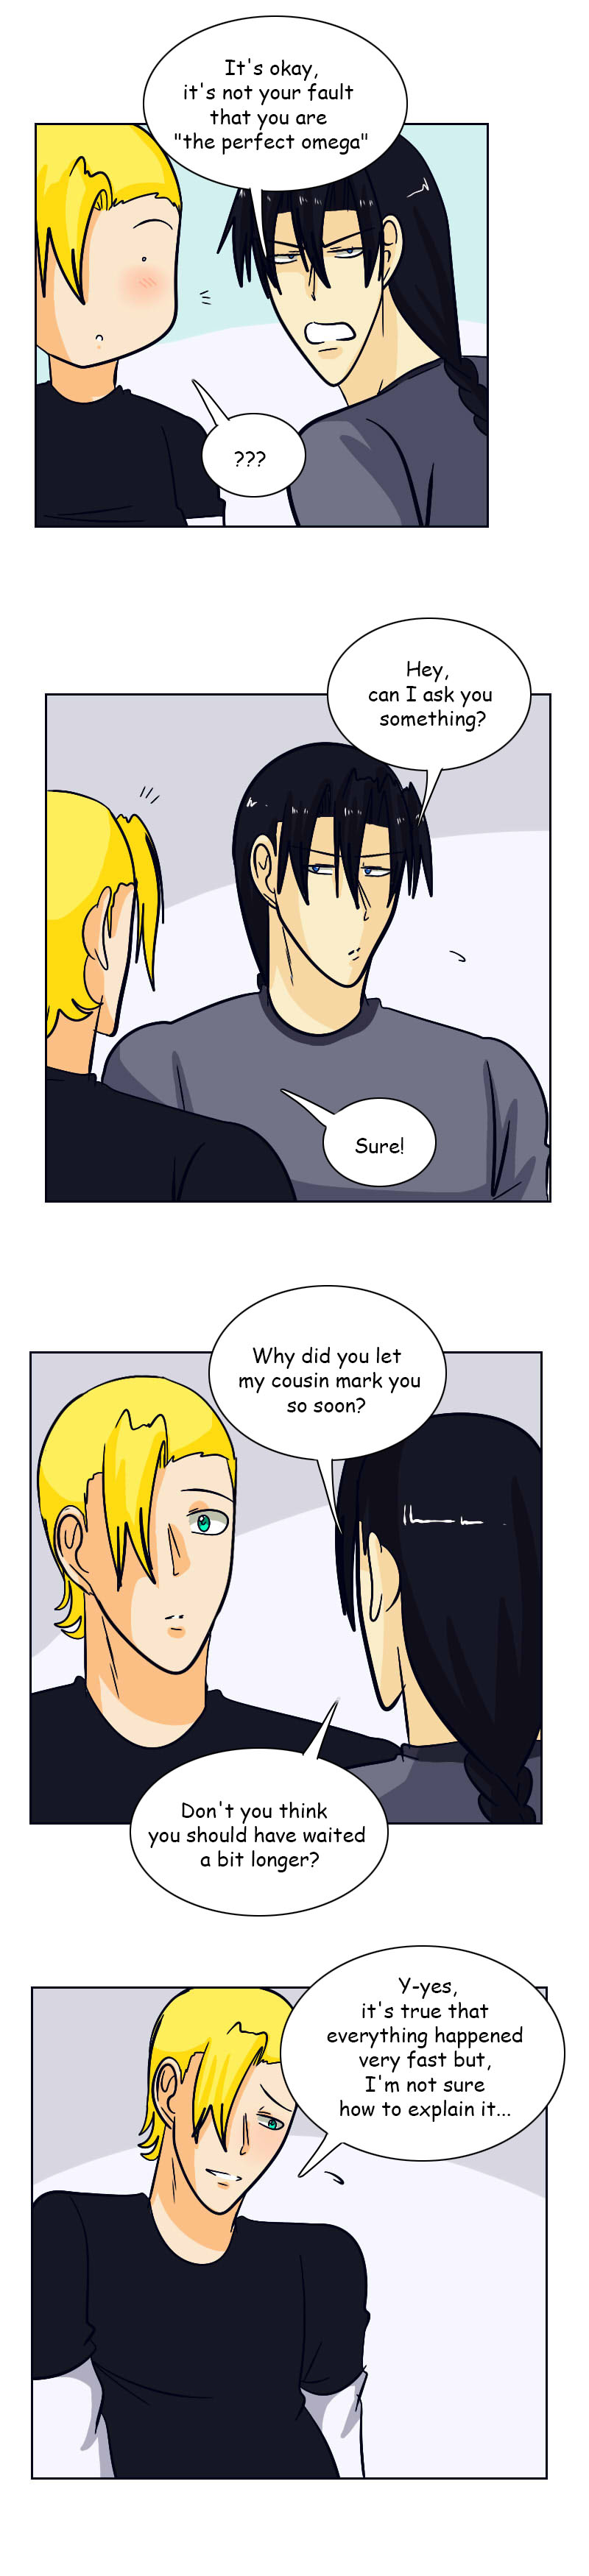 It's okay,
it's not your fault
that you are
"the perfect omega"
???
Hey,
can I ask you
something?
Sure!
Why did you let
my cousin mark you
so soon?
Don't you think
you should have waited
a bit longer?
Y-yes,
it's true that
everything happened
very fast but,
I'm not sure
how to explain it...